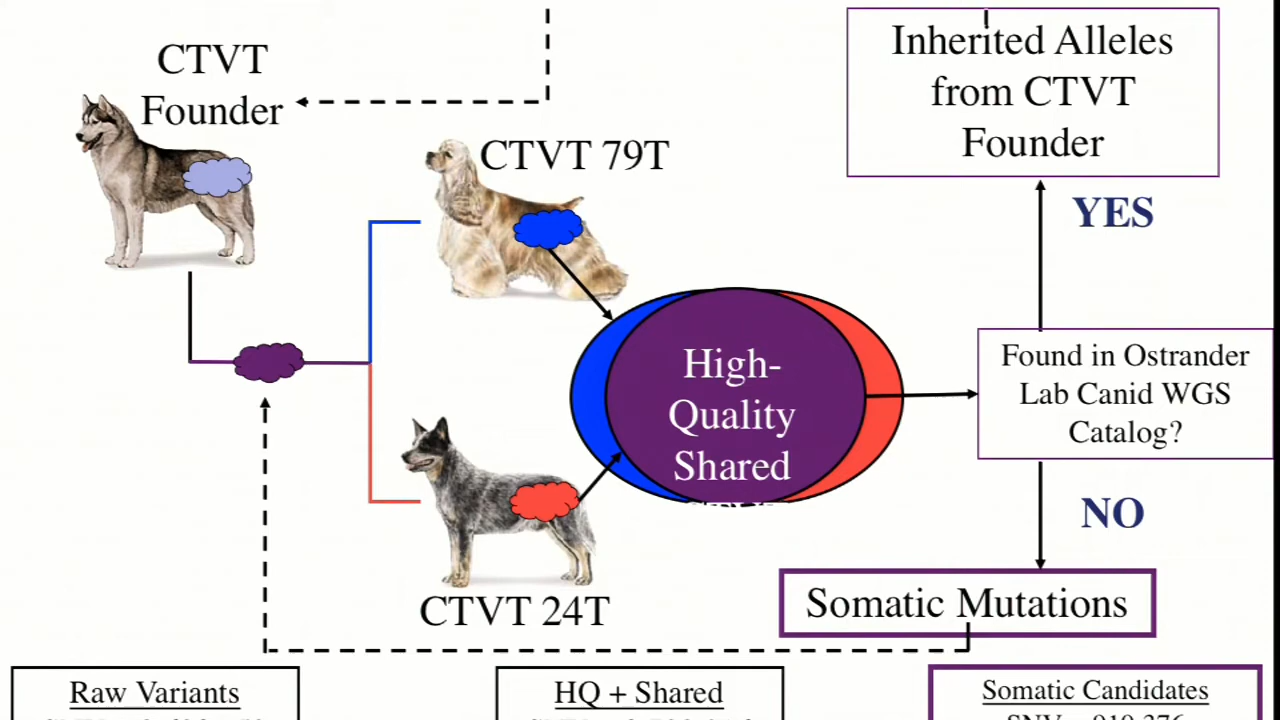 CTVT
Founder
CTVT 79T
Inherited Alleles
from CTVT
Founder
YES
High-
Quality
Shared
Found in Ostrander
Lab Canid WGS
Catalog?
NO
CTVT 24T
Somatic Mutations
Raw Variants
HQ + Shared
Somatic Candidates